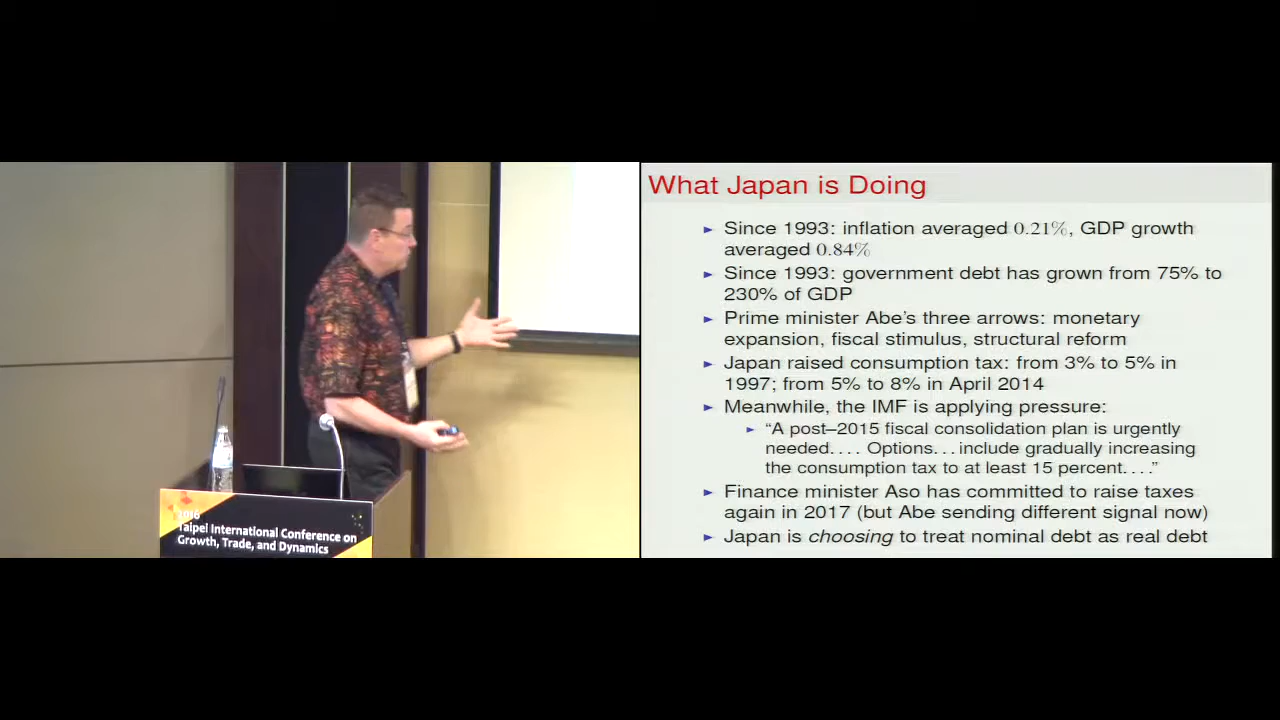 What Japan is Doing
► Since 1993: inflation averaged 0.21%, GDP growth
averaged 0.84%
► Since 1993: government debt has grown from 75% to
230% of GDP
► Prime minister Abe's three arrows: monetary
expansion, fiscal stimulus, structural reform
► Japan raised consumption tax: from 3% to 5% in
1997; from 5% to 8% in April 2014
► Meanwhile, the IMF is applying pressure:
► “A post–2015 fiscal consolidation plan is urgently
needed. . . . Options. . . include gradually increasing
the consumption tax to at least 15 percent. . . .”
► Finance minister Aso has committed to raise taxes
again in 2017 (but Abe sending different signal now)
► Japan is choosing to treat nominal debt as real debt
2016
Taipei International Conference on
Growth, Trade, and Dynamics